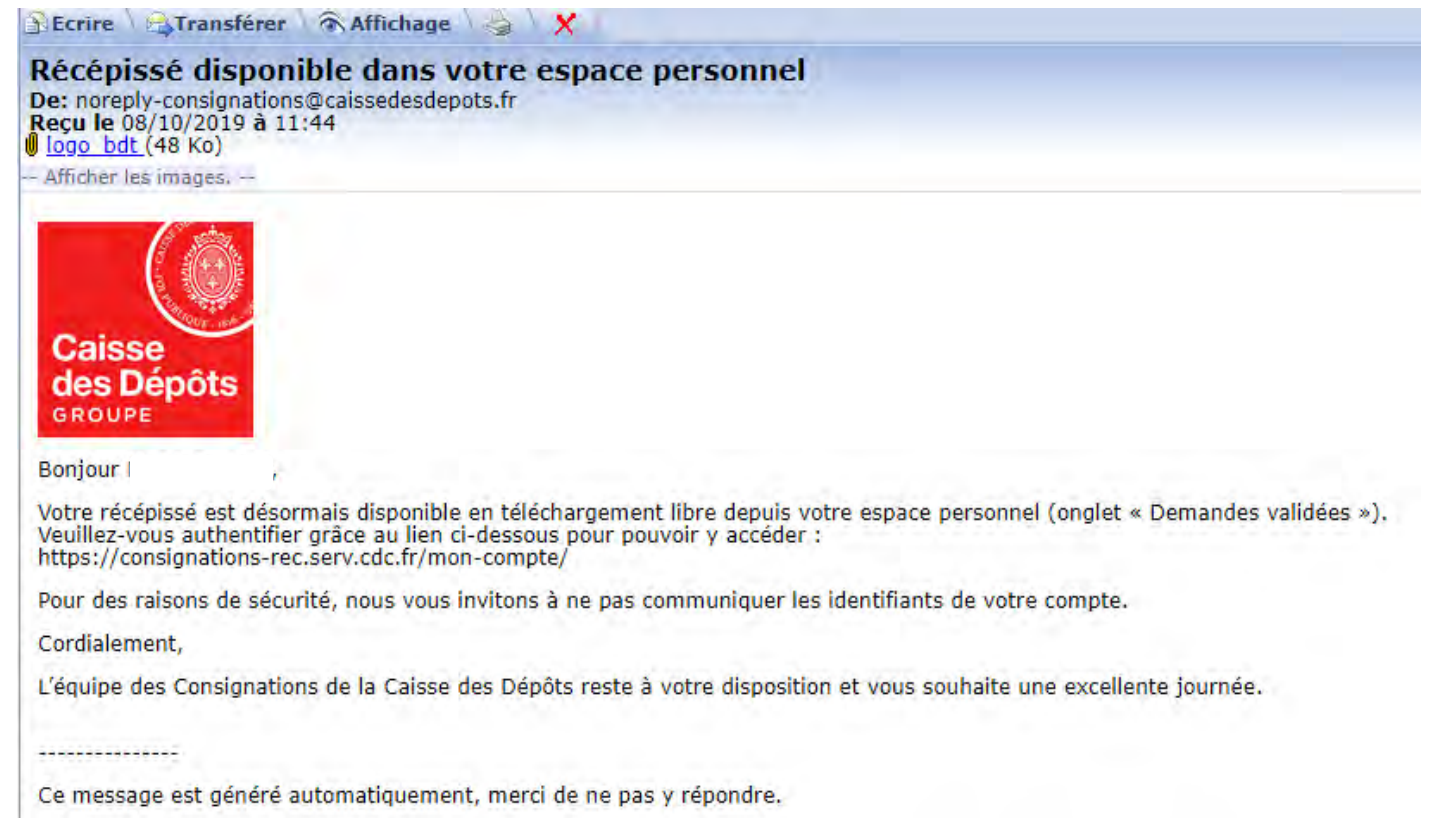 Ecrire Transférer Affichage
Récépissé disponible dans votre espace personnel
De: noreply-consignations@caissedesdepots.fr
Reçu le 08/10/2019 à 11:44
logo_bdt (48 Ko)
-- Afficher les images. --
Caisse
des Dépôts
GROUPE
Bonjour ,
Votre récépissé est désormais disponible en téléchargement libre depuis votre espace personnel (onglet « Demandes validées »).
Veuillez-vous authentifier grâce au lien ci-dessous pour pouvoir y accéder :
https://consignations-rec.serv.cdc.fr/mon-compte/
Pour des raisons de sécurité, nous vous invitons à ne pas communiquer les identifiants de votre compte.
Cordialement,
L'équipe des Consignations de la Caisse des Dépôts reste à votre disposition et vous souhaite une excellente journée.
---------------
Ce message est généré automatiquement, merci de ne pas y répondre.